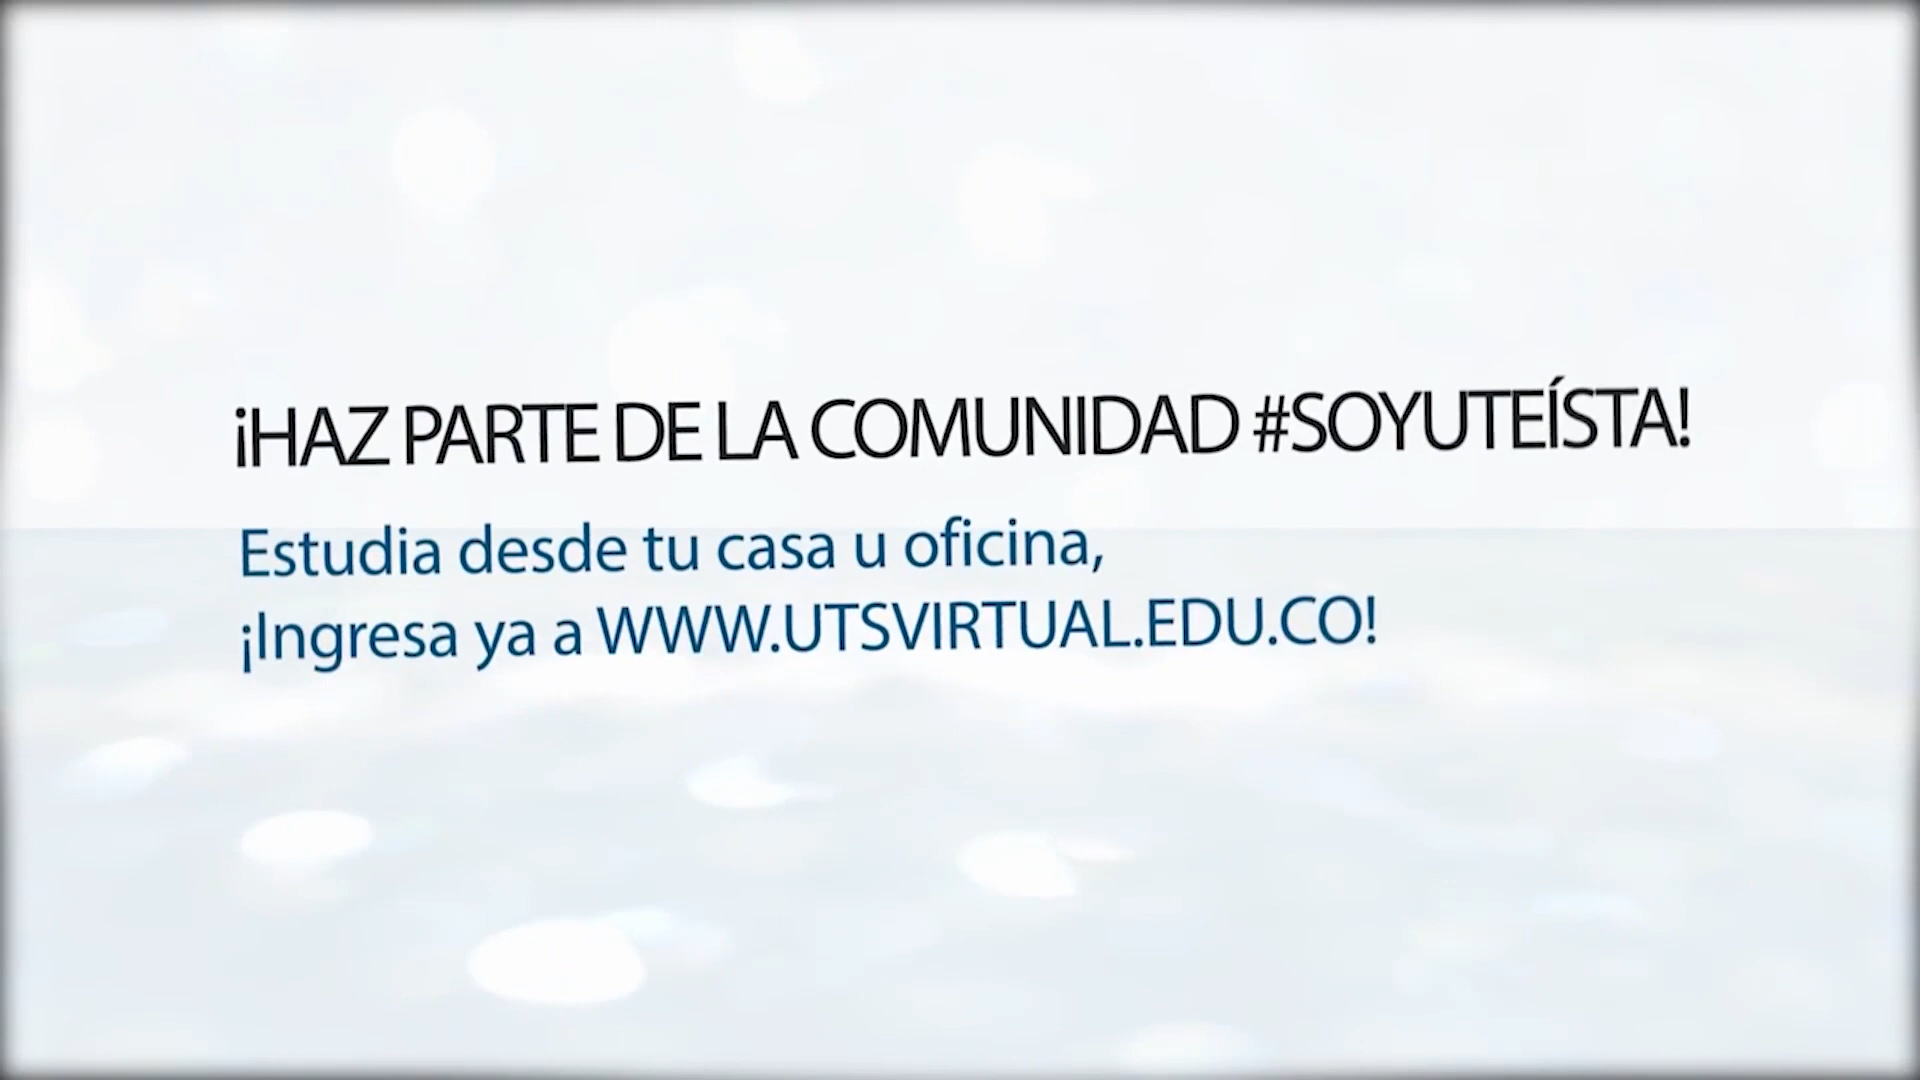 ¡HAZ PARTE DE LA COMUNIDAD #SOYUTEÍSTA!
Estudia desde tu casa u oficina,
¡Ingresa ya a WWW.UTSVIRTUAL.EDU.CO!